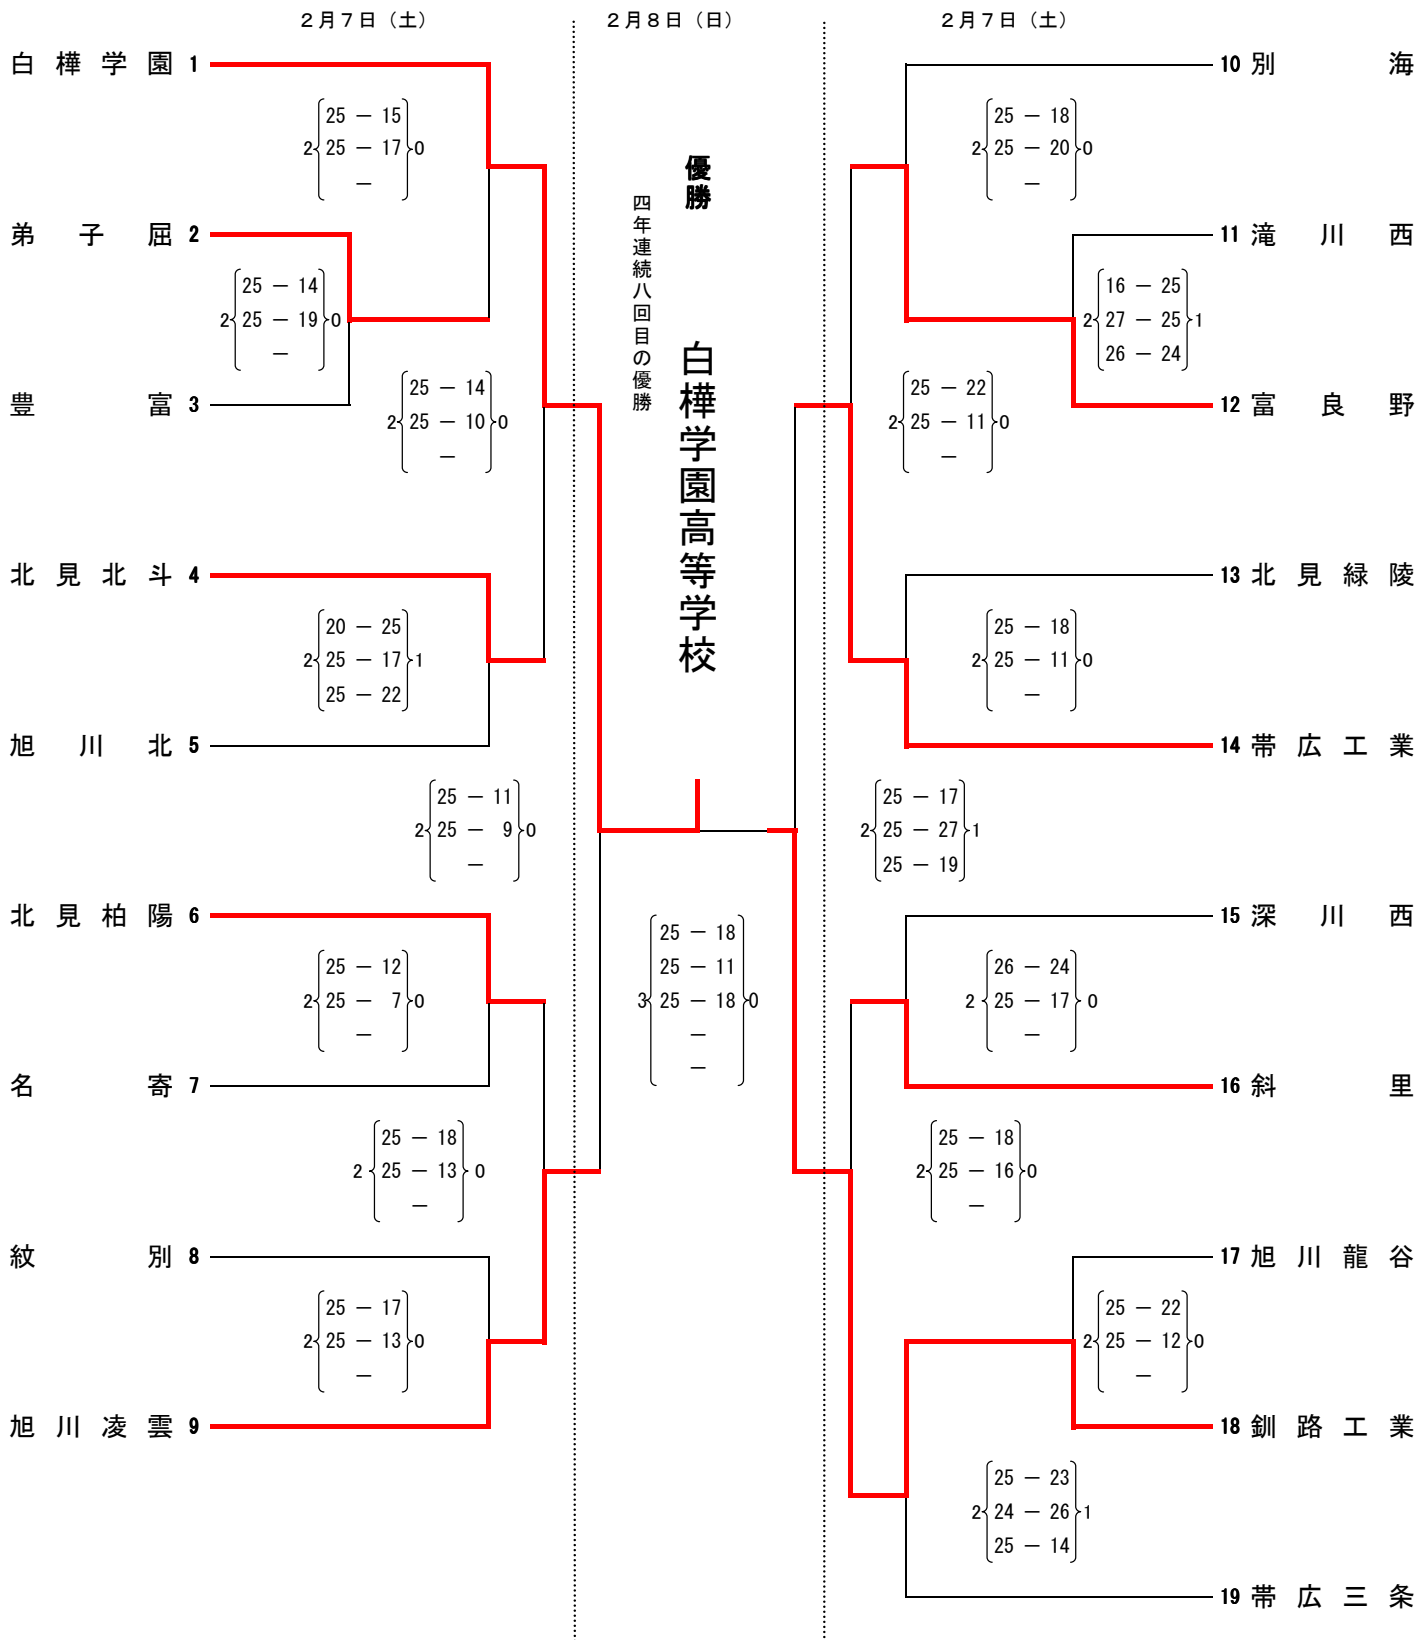 2月7日（土）
2月8日（日）
2月7日（土）
白樺学園 1
25 － 15
2 25 － 17 0
－
弟子屈 2
25 － 14
2 25 － 19 0
－
豊富 3
25 － 14
2 25 － 10 0
－
北見北斗 4
20 － 25
2 25 － 17 1
25 － 22
旭川北 5
25 － 11
2 25 － 9 0
－
北見柏陽 6
25 － 12
2 25 － 7 0
－
名寄 7
25 － 18
2 25 － 13 0
－
紋別 8
25 － 17
2 25 － 13 0
－
旭川凌雲 9
優勝
四年連続八回目の優勝
白樺学園高等学校
25 － 18
25 － 11
3 25 － 18 0
－
－
10 別海
25 － 18
2 25 － 20 0
－
11 滝川西
16 － 25
2 27 － 25 1
26 － 24
12 富良野
25 － 22
2 25 － 11 0
－
13 北見緑陵
25 － 18
2 25 － 11 0
－
14 帯広工業
25 － 17
2 25 － 27 1
25 － 19
15 深川西
26 － 24
2 25 － 17 0
－
16 斜里
25 － 18
2 25 － 16 0
－
17 旭川龍谷
25 － 22
2 25 － 12 0
－
18 釧路工業
25 － 23
2 24 － 26 1
25 － 14
19 帯広三条